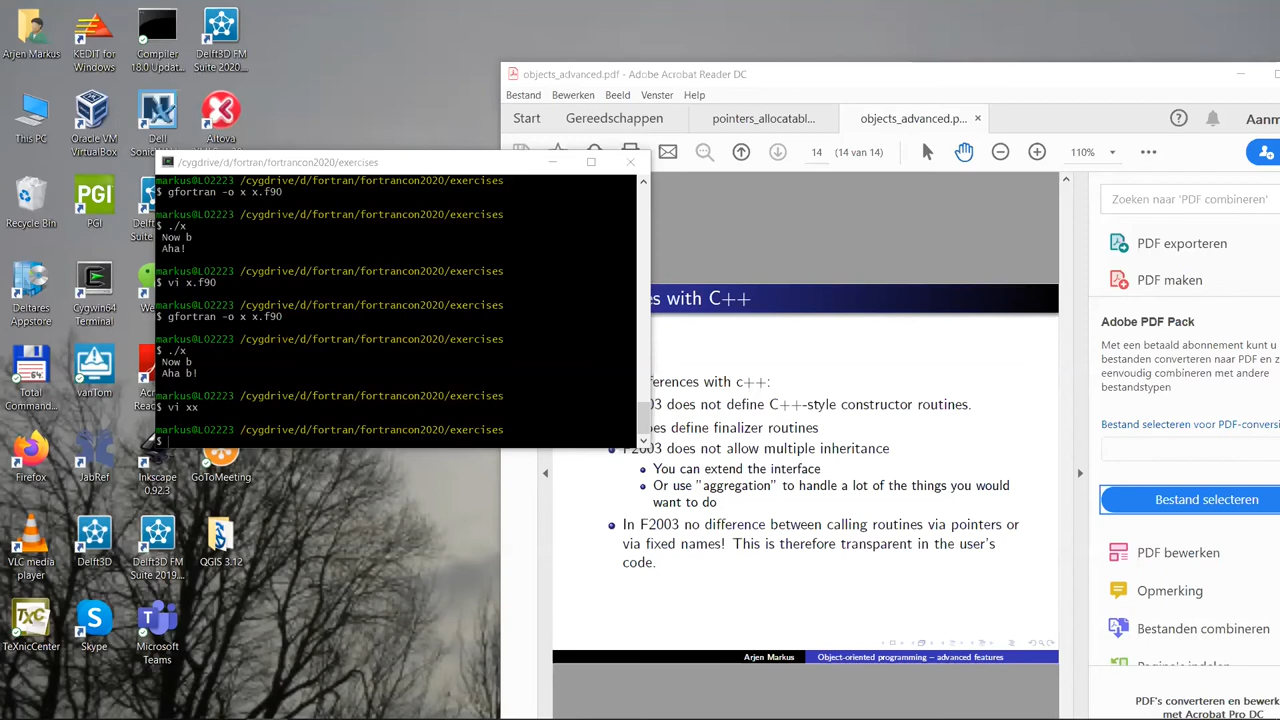 Arjen Markus
KEDIT for Windows
Compiler 18.0 Updat...
Delft3D FM Suite 2020...
This PC
Oracle VM VirtualBox
Dell
Altova
Recycle Bin
PGI
Deltares Appstore
Cygwin64 Terminal
Total Command...
VanTom
Firefox
JabRef
Inkscape 0.92.3
GoToMeeting
VLC media player
Delft3D
Delft3D FM Suite 2019....
QGIS 3.12
TeXnicCenter
Skype
Microsoft Teams
/cygdrive/d/fortran/fortrancon2020/exercises
markus@L02223 /cygdrive/d/fortran/fortrancon2020/exercises
$ gfortran -o x x.f90
markus@L02223 /cygdrive/d/fortran/fortrancon2020/exercises
$ ./x
Now b
Aha!
markus@L02223 /cygdrive/d/fortran/fortrancon2020/exercises
$ vi x.f90
markus@L02223 /cygdrive/d/fortran/fortrancon2020/exercises
$ gfortran -o x x.f90
markus@L02223 /cygdrive/d/fortran/fortrancon2020/exercises
$ ./x
Now b
Aha b!
markus@L02223 /cygdrive/d/fortran/fortrancon2020/exercises
$ vi xx
markus@L02223 /cygdrive/d/fortran/fortrancon2020/exercises
$
objects_advanced.pdf - Adobe Acrobat Reader DC
Bestand Bewerken Beeld Venster Help
Start Gereedschappen pointers_allocatabl... objects_advanced.p... ×
14 (14 van 14) 110%
with C++
with c++:
does not define C++-style constructor routines.
define finalizer routines
F2003 does not allow multiple inheritance
You can extend the interface
Or use "aggregation" to handle a lot of the things you would
want to do
In F2003 no difference between calling routines via pointers or
via fixed names! This is therefore transparent in the user's
code.
Arjen Markus Object-oriented programming – advanced features
Zoeken naar 'PDF combineren'
PDF exporteren
PDF maken
Adobe PDF Pack
Met een betaald abonnement kunt u
bestanden converteren naar PDF en z
eenvoudig combineren met andere
bestandstypen
Bestand selecteren voor PDF-conversi
Bestand selecteren
PDF bewerken
Opmerking
Bestanden combineren
PDF's converteren en bewerk
met Acrobat Pro DC